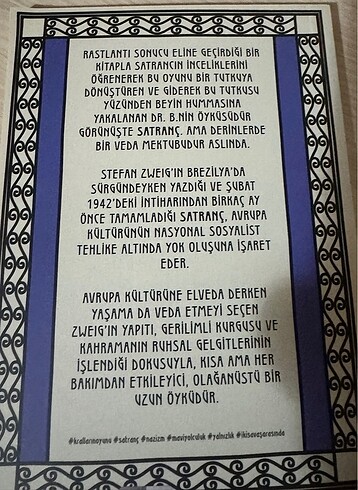 RASTLANTI SONUCU ELİNE GEÇİRDİĞİ BİR
KİTAPLA SATRANCIN İNCELİKLERİNİ
ÖĞRENEREK BU OYUNU BİR TUTKUYA
DÖNÜŞTÜREN VE GİDEREK BU TUTKUSU
YÜZÜNDEN BEYİN HUMMASINA
YAKALANAN DR. B.NİN ÖYKÜSÜDÜR
GÖRÜNÜŞTE SATRANÇ. AMA DERİNLERDE
BİR VEDA MEKTUBUDUR ASLINDA.
STEFAN ZWEIG'IN BREZİLYA'DA
SÜRGÜNDEYKEN YAZDIĞI VE ŞUBAT
1942'DEKİ İNTİHARINDAN BİRKAÇ AY
ÖNCE TAMAMLADIĞI SATRANÇ, AVRUPA
KÜLTÜRÜNÜN NASYONAL SOSYALİST
TEHLİKE ALTINDA YOK OLUŞUNA İŞARET
EDER.
AVRUPA KÜLTÜRÜNE ELVEDA DERKEN
YAŞAMA DA VEDA ETMEYİ SEÇEN
ZWEIG'IN YAPITI, GERİLİMLİ KURGUSU VE
KAHRAMANIN RUHSAL GELGİTLERİNİN
İŞLENDİĞİ DOKUSUYLA, KISA AMA HER
BAKIMDAN ETKİLEYİCİ, OLAĞANÜSTÜ BİR
UZUN ÖYKÜDÜR.
#krallarınoyunu #satranç #nazizm #maviyolculuk #yalnızlık #ikisavaşarasında